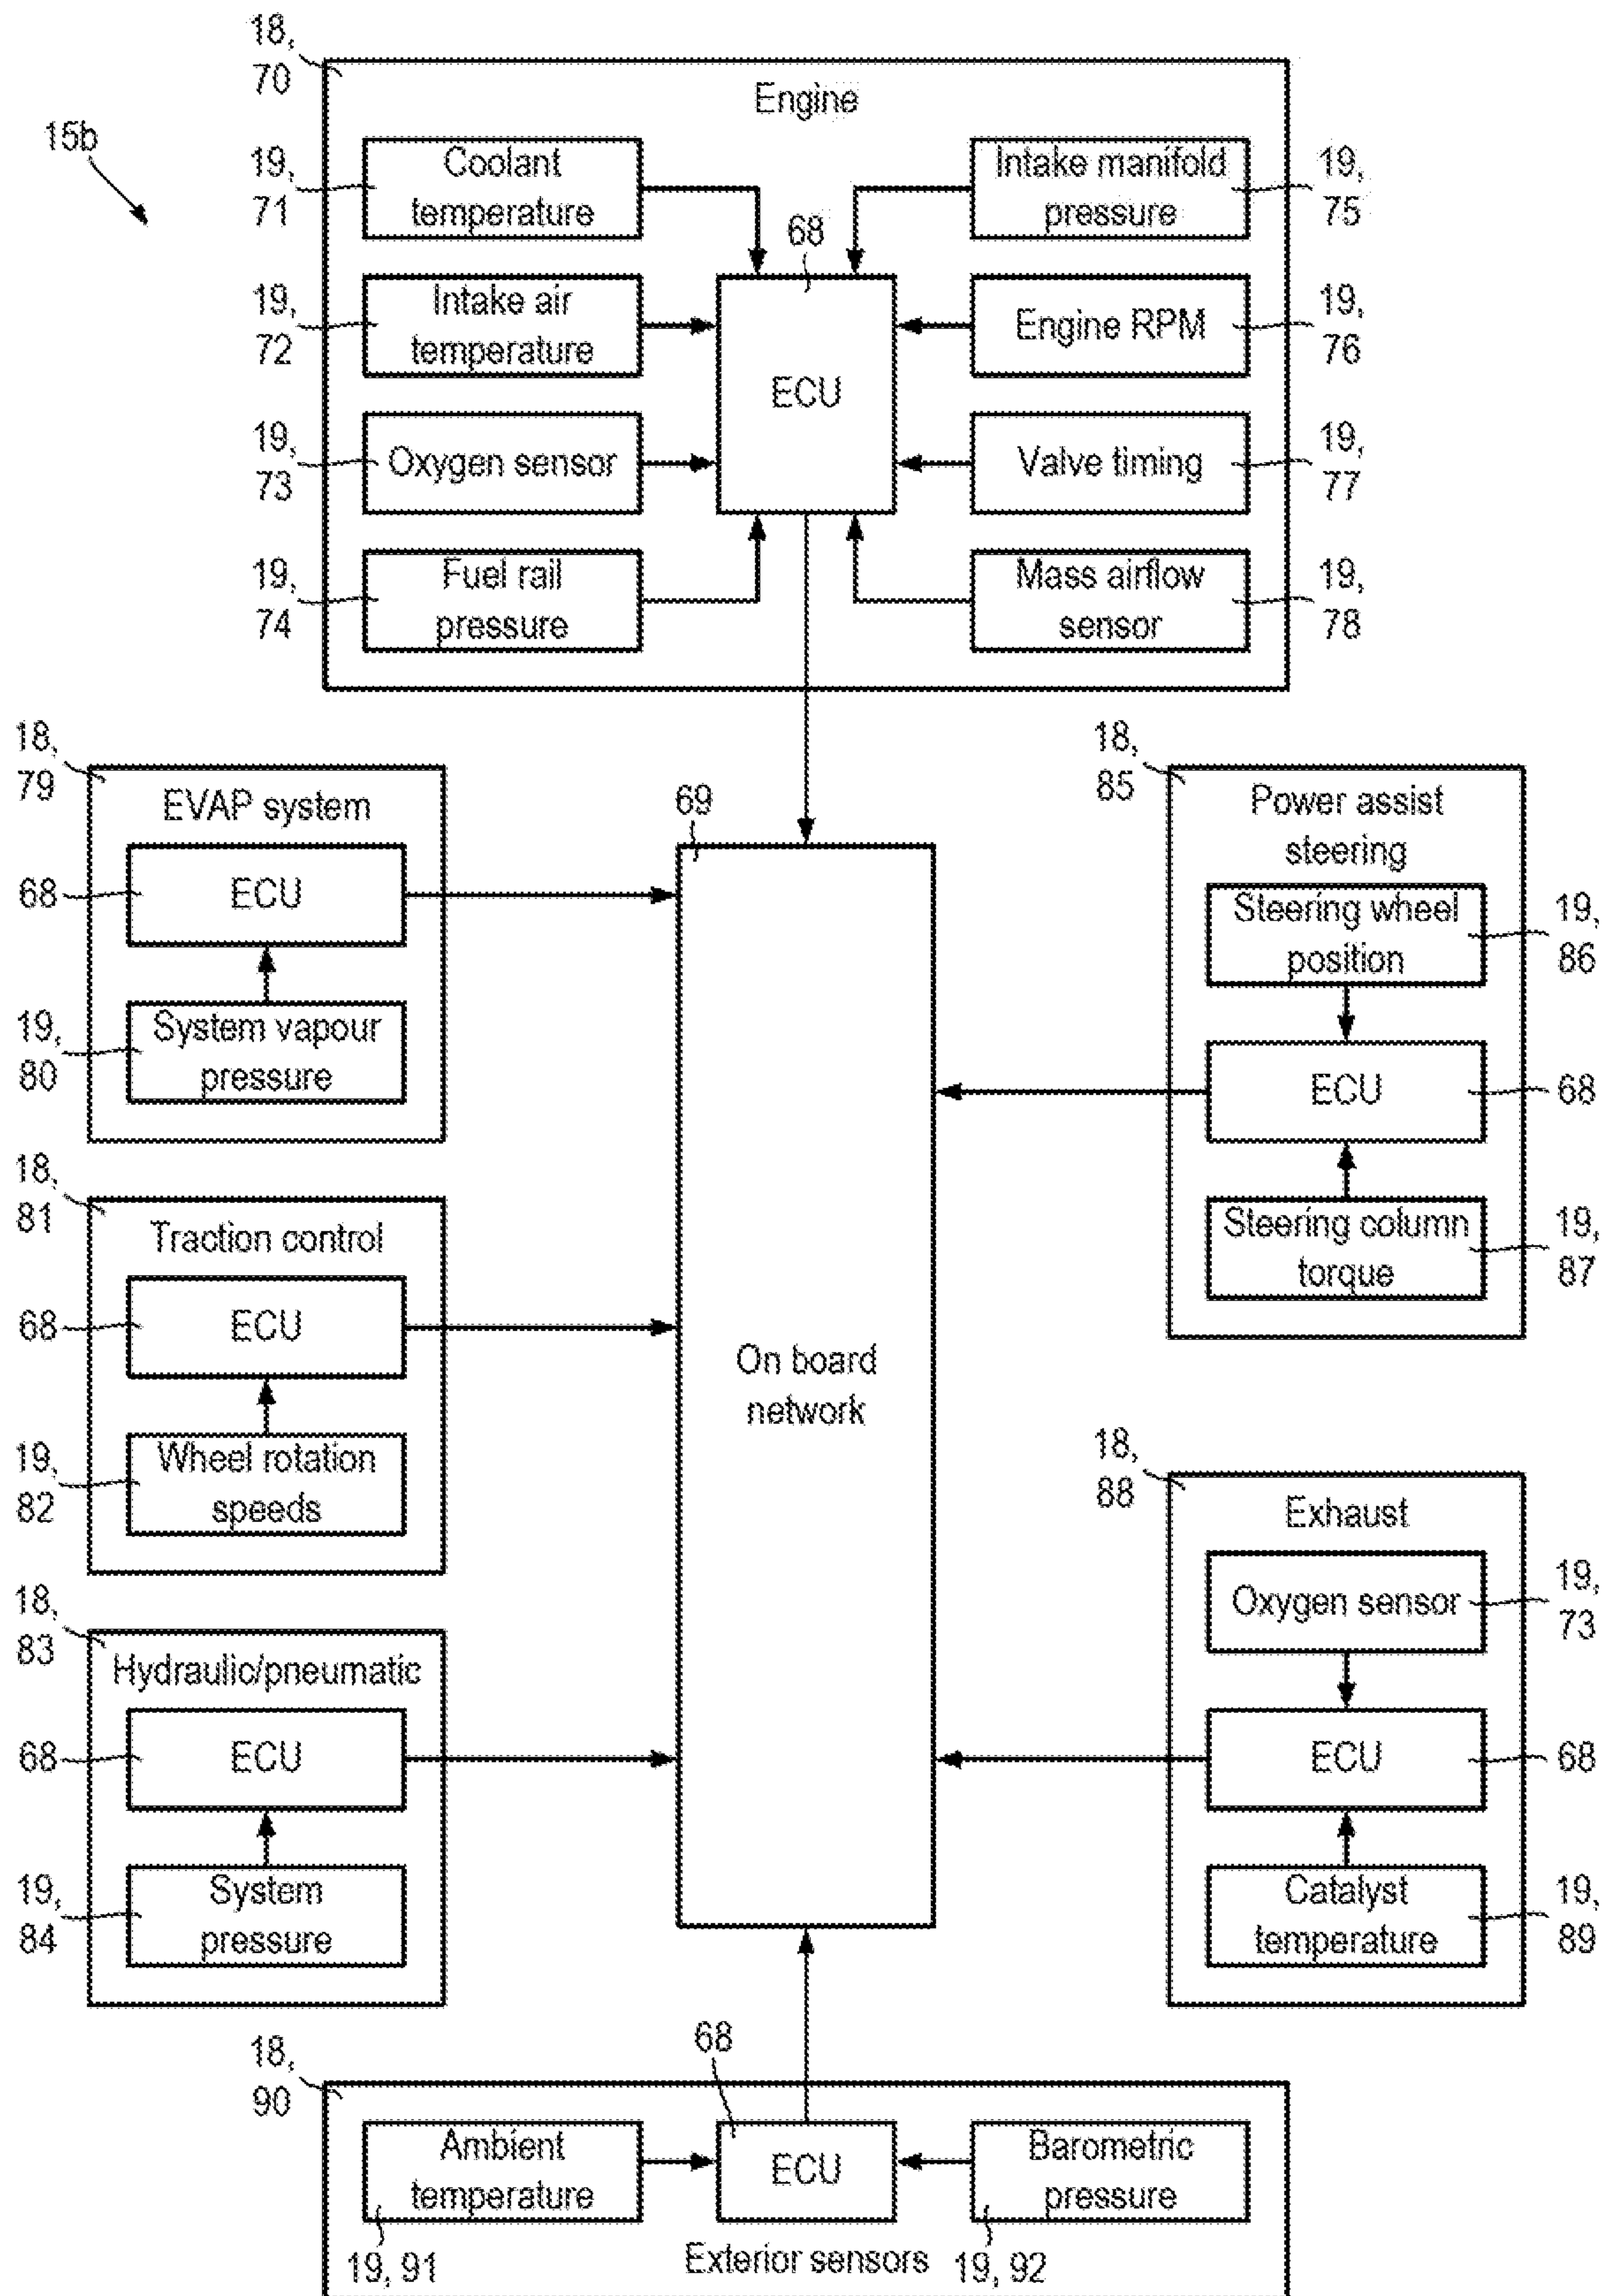 18,
70
Engine
15b
19,
71
Coolant
temperature
Intake manifold
pressure
19,
75
68
19,
72
Intake air
temperature
Engine RPM
19,
76
ECU
19,
73
Oxygen sensor
Valve timing
19,
77
19,
74
Fuel rail
pressure
Mass airflow
sensor
19,
78
18,
79
EVAP system
68
ECU
19,
80
System vapour
pressure
69
On board
network
18,
85
Power assist
steering
Steering wheel
position
19,
86
ECU
68
Steering column
torque
19,
87
18,
81
Traction control
68
ECU
19,
82
Wheel rotation
speeds
18,
83
Hydraulic/pneumatic
68
ECU
19,
84
System
pressure
18,
88
Exhaust
Oxygen sensor
19,
73
ECU
68
Catalyst
temperature
19,
89
18,
90
68
Ambient
temperature
ECU
Barometric
pressure
19, 91
Exterior sensors
19, 92